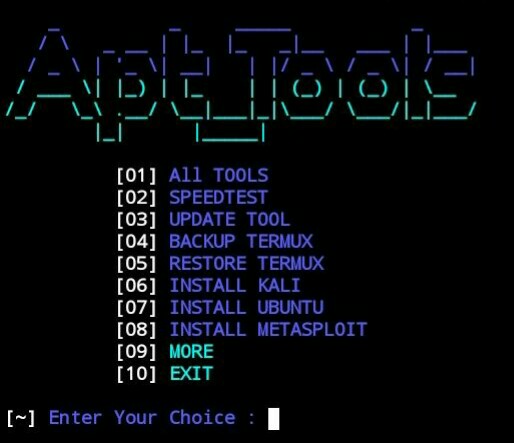 Apt_Tools
[01] All TOOLS
[02] SPEEDTEST
[03] UPDATE TOOL
[04] BACKUP TERMUX
[05] RESTORE TERMUX
[06] INSTALL KALI
[07] INSTALL UBUNTU
[08] INSTALL METASPLOIT
[09] MORE
[10] EXIT
[~] Enter Your Choice :